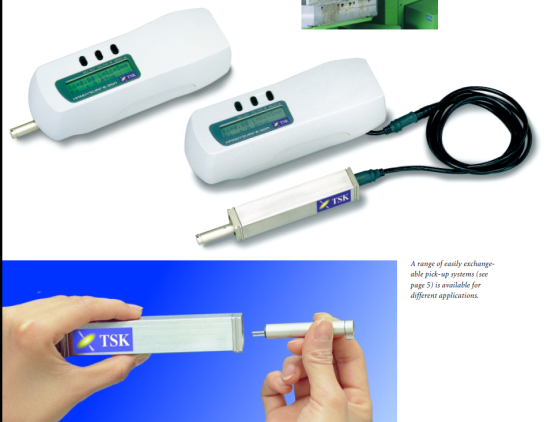 TSK
TSK
TSK
A range of easily exchange-
able pick-up systems (see
page 5) is available for
different applications.
TSK